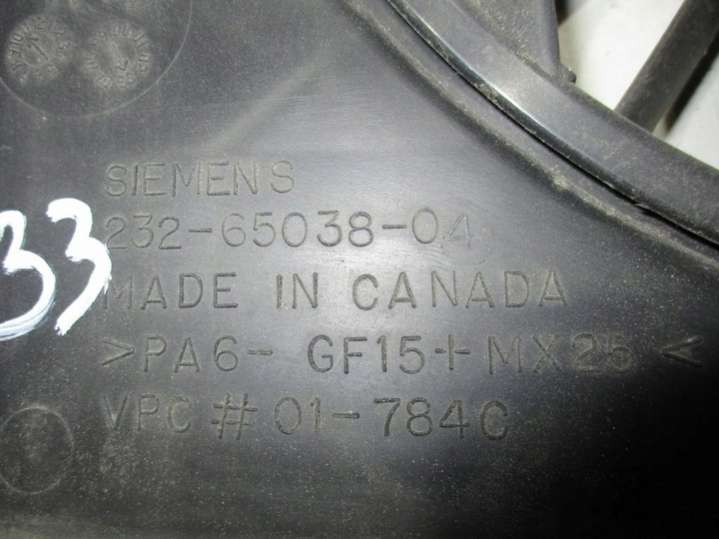 SIEMENS
232-65038-04
MADE IN CANADA
>PA6- GF15+MX25<
VPC # 01-784C
33